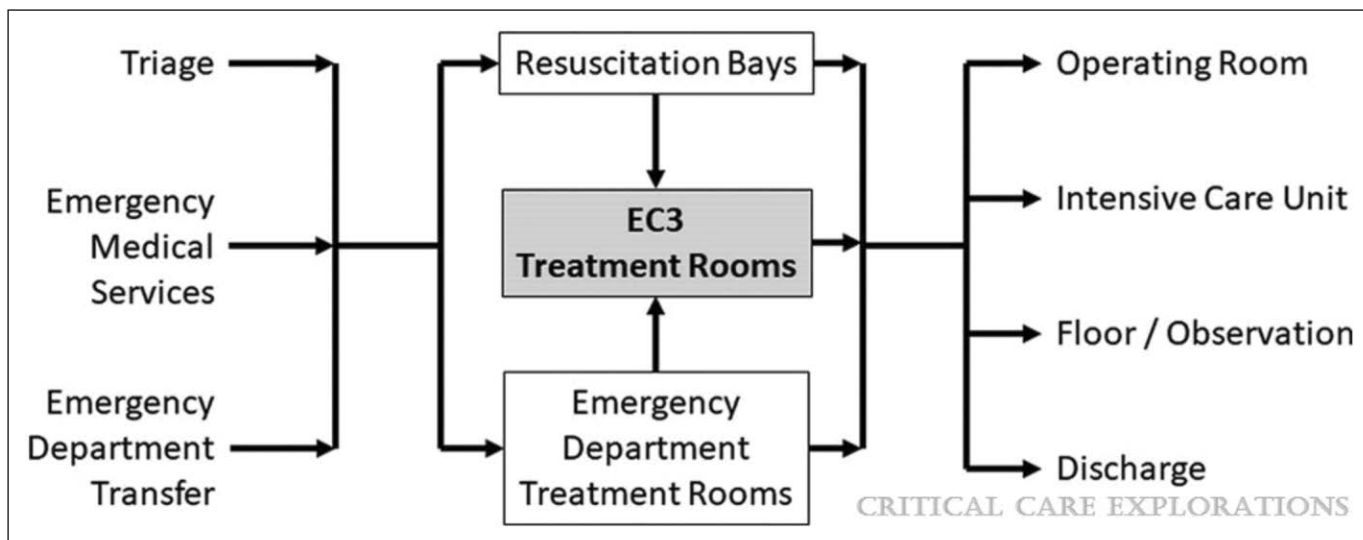 Triage
Emergency
Medical
Services
Emergency
Department
Transfer
Resuscitation Bays
EC3
Treatment Rooms
Emergency
Department
Treatment Rooms
Operating Room
Intensive Care Unit
Floor / Observation
Discharge
CRITICAL CARE EXPLORATIONS